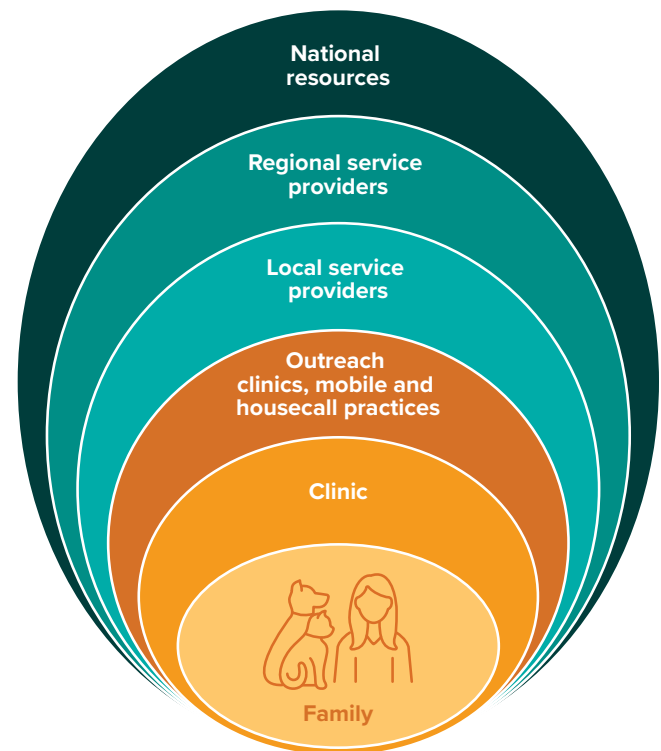 National
resources
Regional service
providers
Local service
providers
Outreach
clinics, mobile and
housecall practices
Clinic
Family